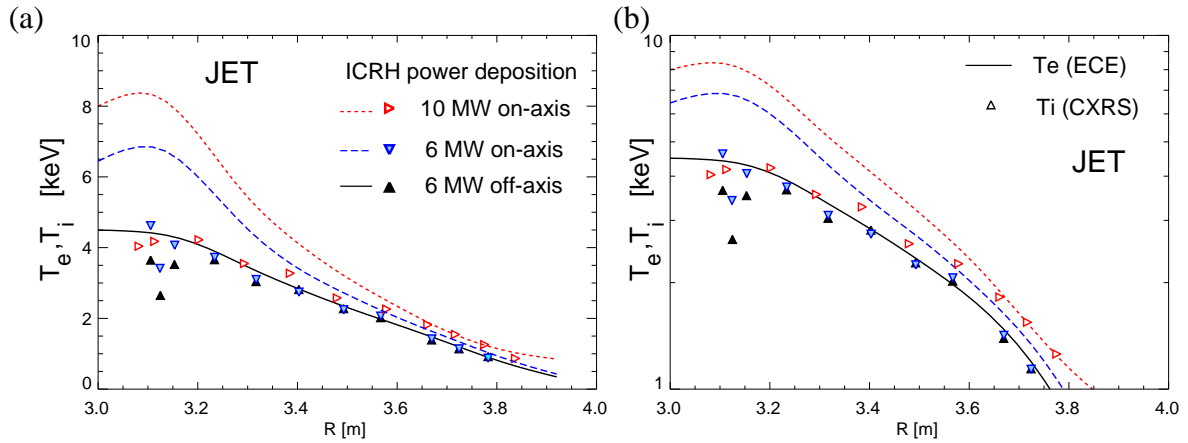 (a)
JET
ICRH power deposition
10 MW on-axis
6 MW on-axis
6 MW off-axis
T_e,T_i [keV]
10
8
6
4
2
0
3.0 3.2 3.4 3.6 3.8 4.0
R [m]
(b)
Te (ECE)
Ti (CXRS)
JET
T_e,T_i [keV]
10
1
3.0 3.2 3.4 3.6 3.8 4.0
R [m]